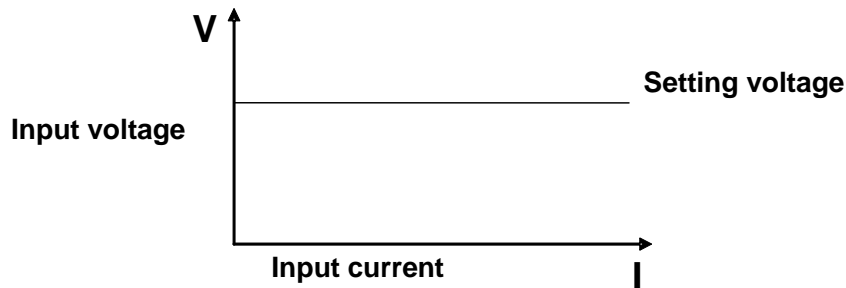 V
Setting voltage
Input voltage
Input current
I